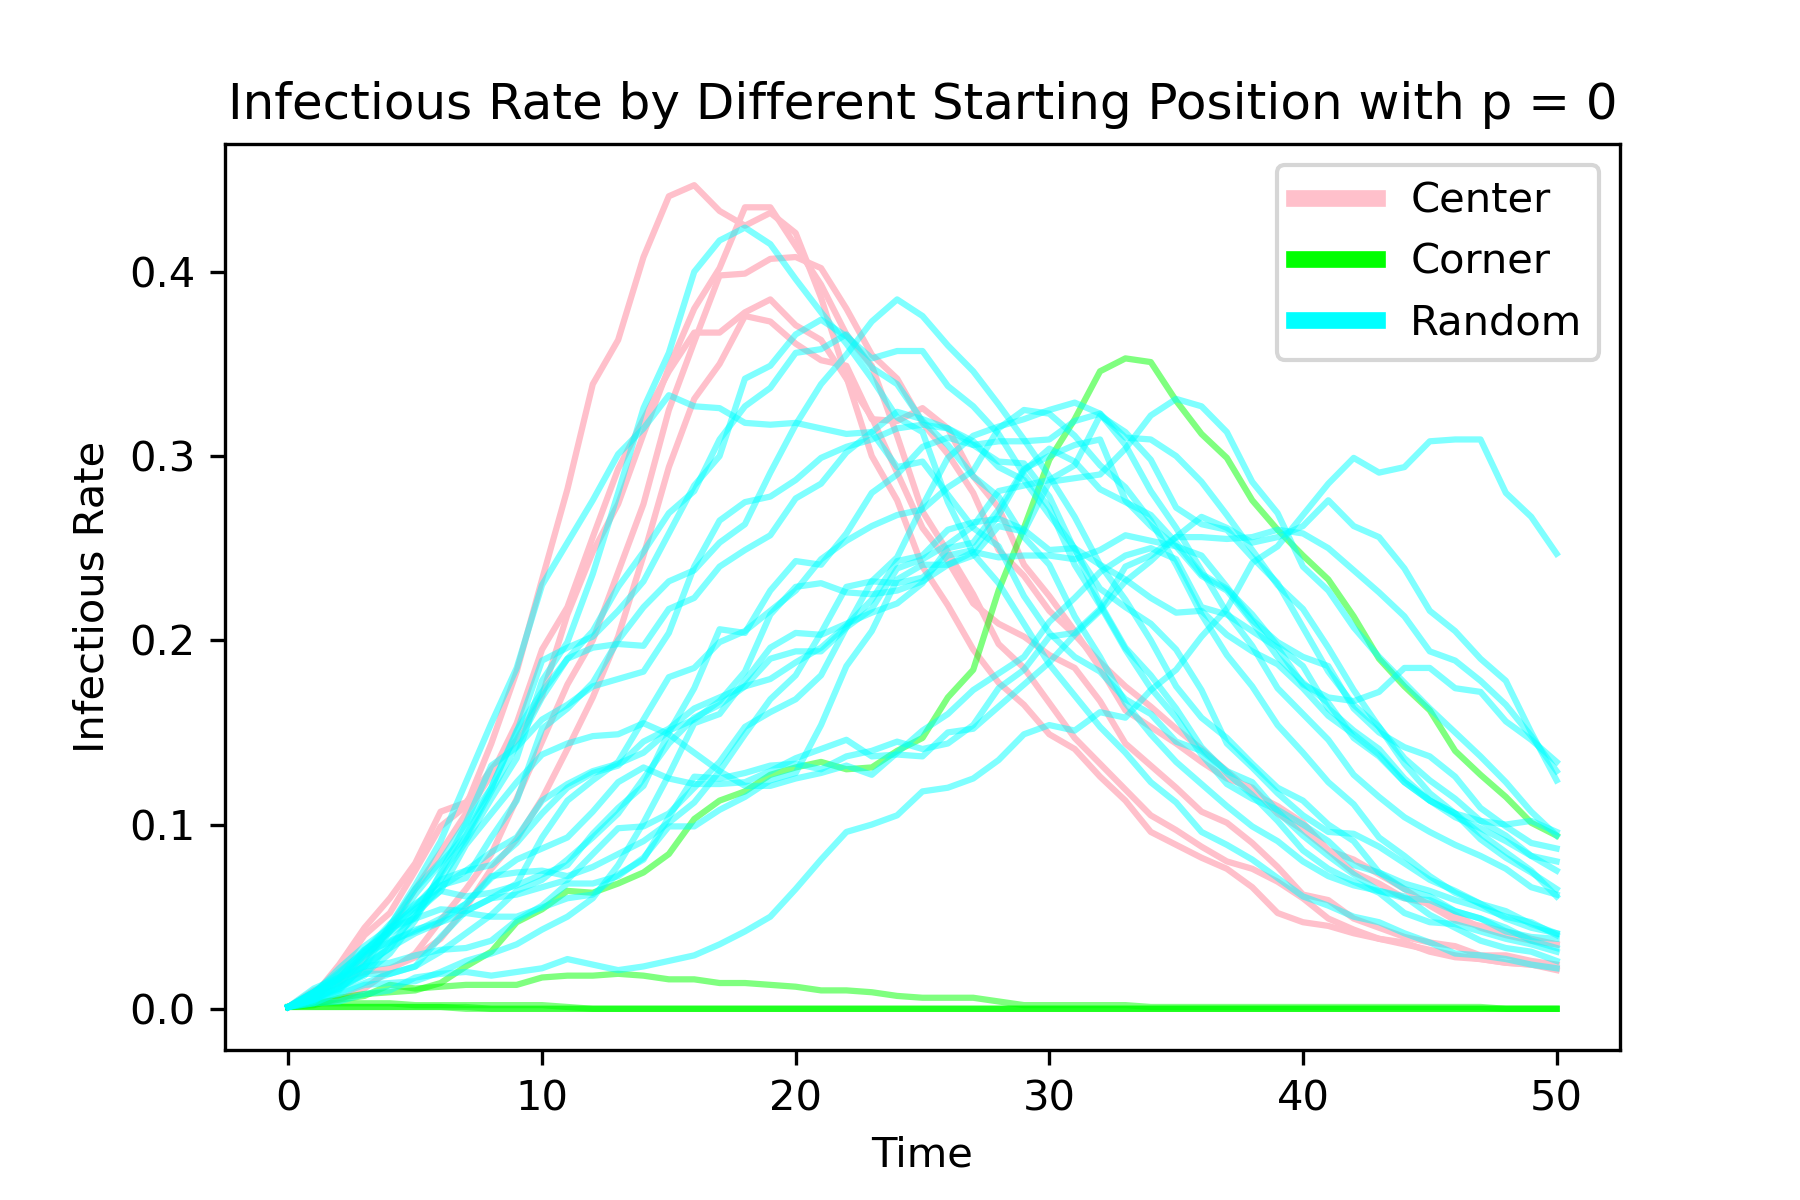 Infectious Rate by Different Starting Position with p = 0
Center
Corner
Random
0.4
0.3
0.2
0.1
0.0
Infectious Rate
0 10 20 30 40 50
Time